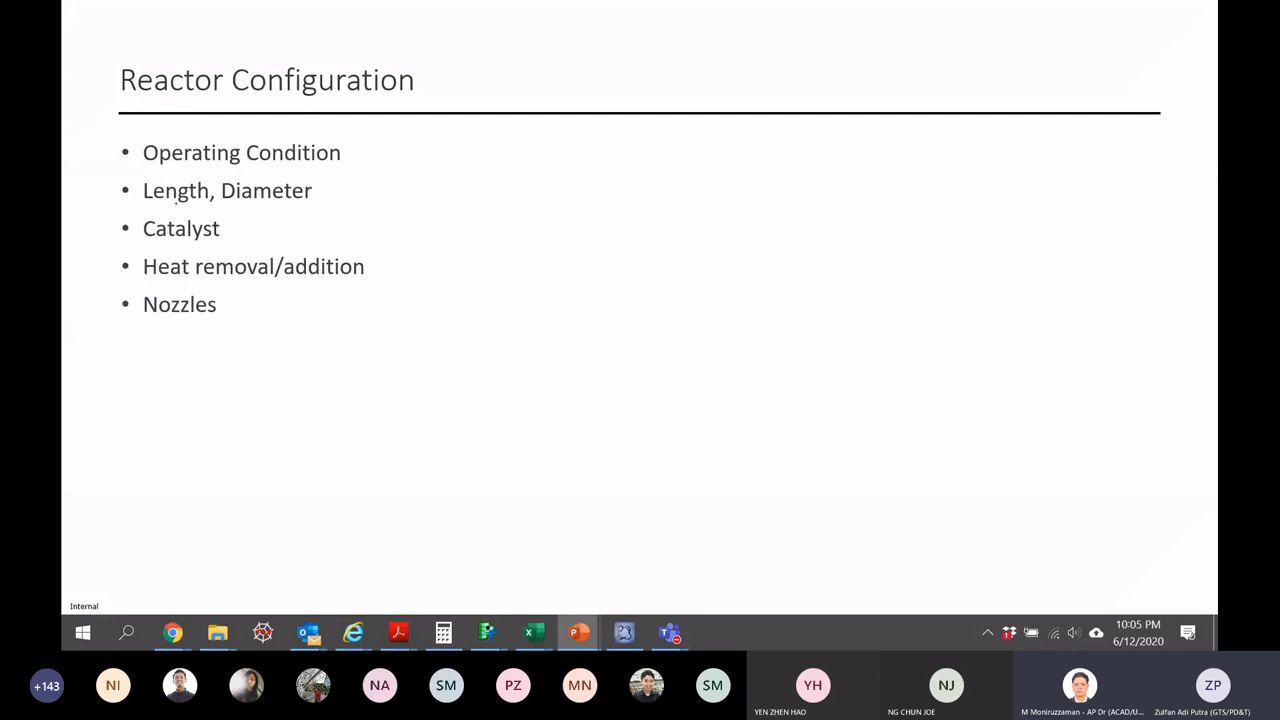 Reactor Configuration
• Operating Condition
• Length, Diameter
• Catalyst
• Heat removal/addition
• Nozzles
Internal
10:05 PM
6/12/2020
+143
NI
NA
SM
PZ
MN
SM
YH
NJ
ZP
YEN ZHEN HAO
NG CHUN JOE
M Moniruzzaman - AP Dr (ACAD/U...
Zulfan Adi Putra (GTS/PD&T)